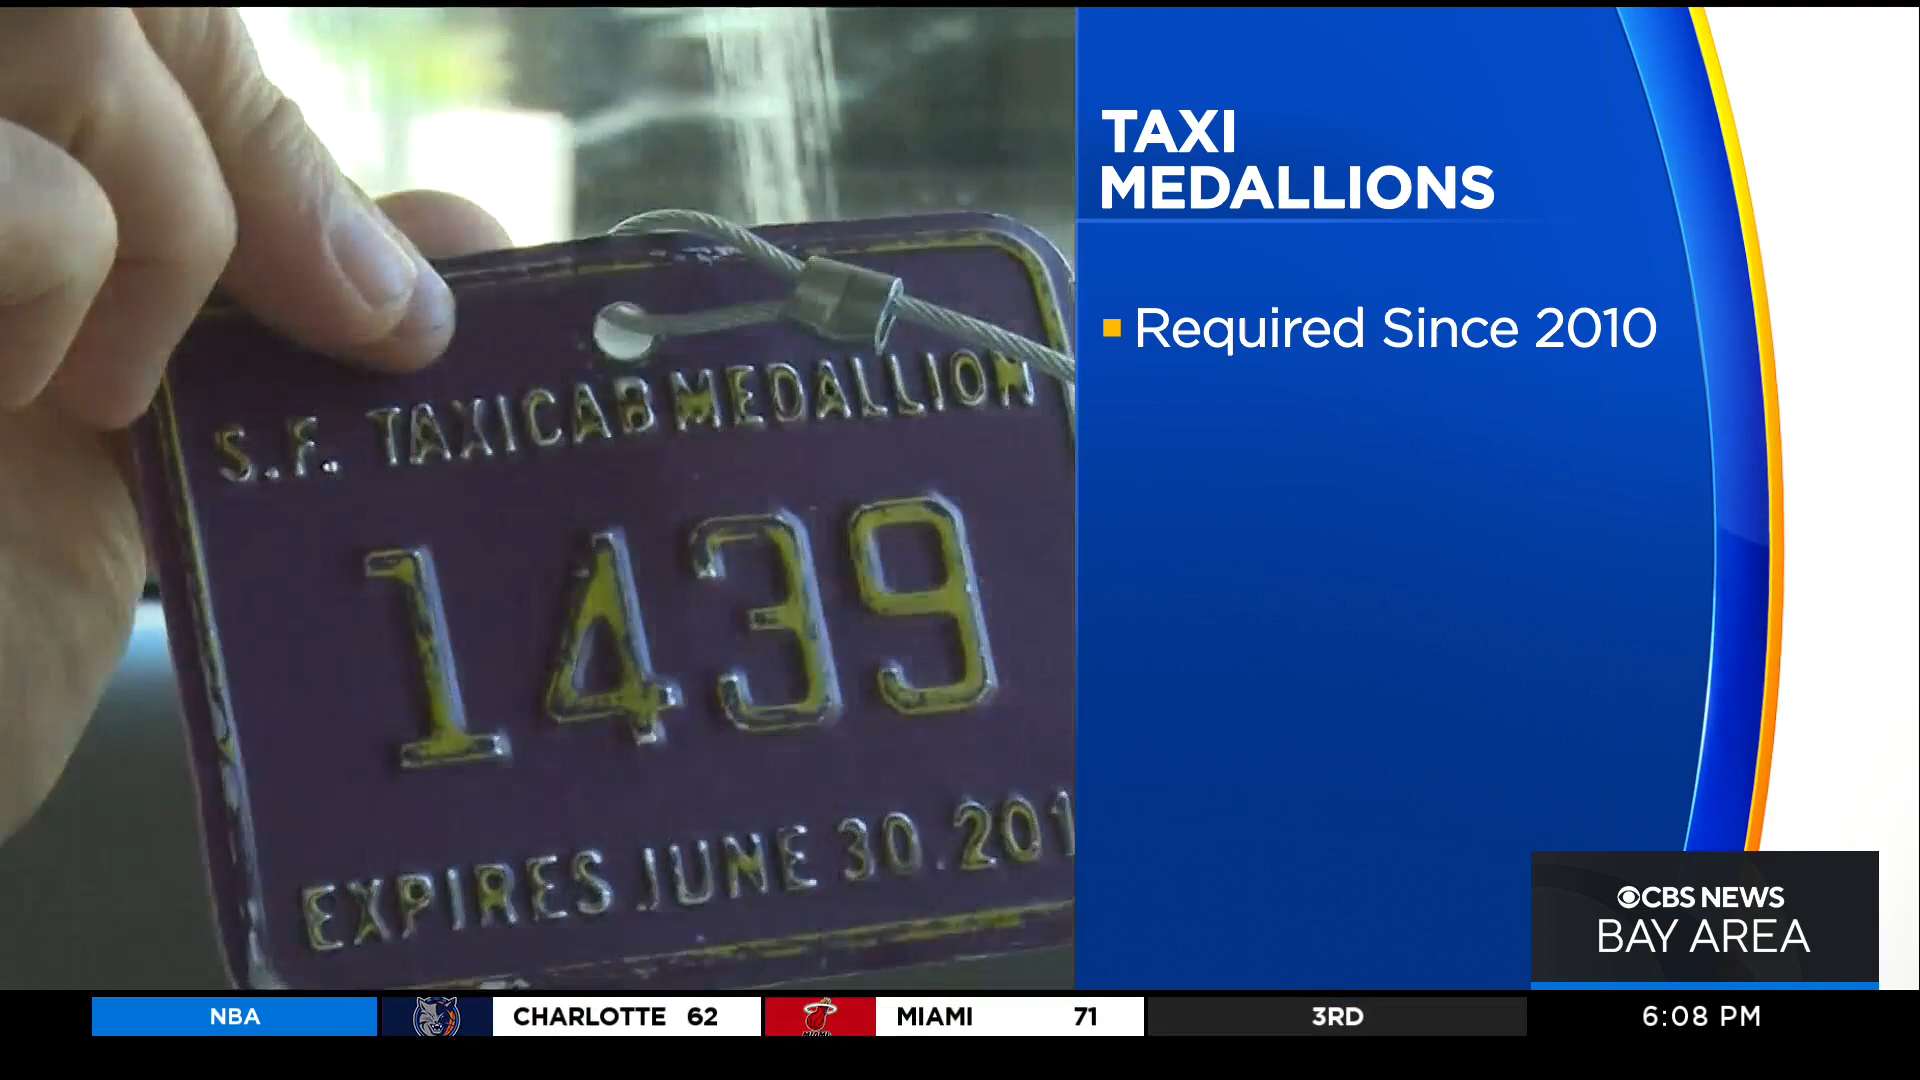 S.F. TAXICAB MEDALLION
1439
EXPIRES JUNE 30.201
TAXI
MEDALLIONS
Required Since 2010
CBS NEWS
BAY AREA
NBA CHARLOTTE 62 MIAMI 71 3RD 6:08 PM